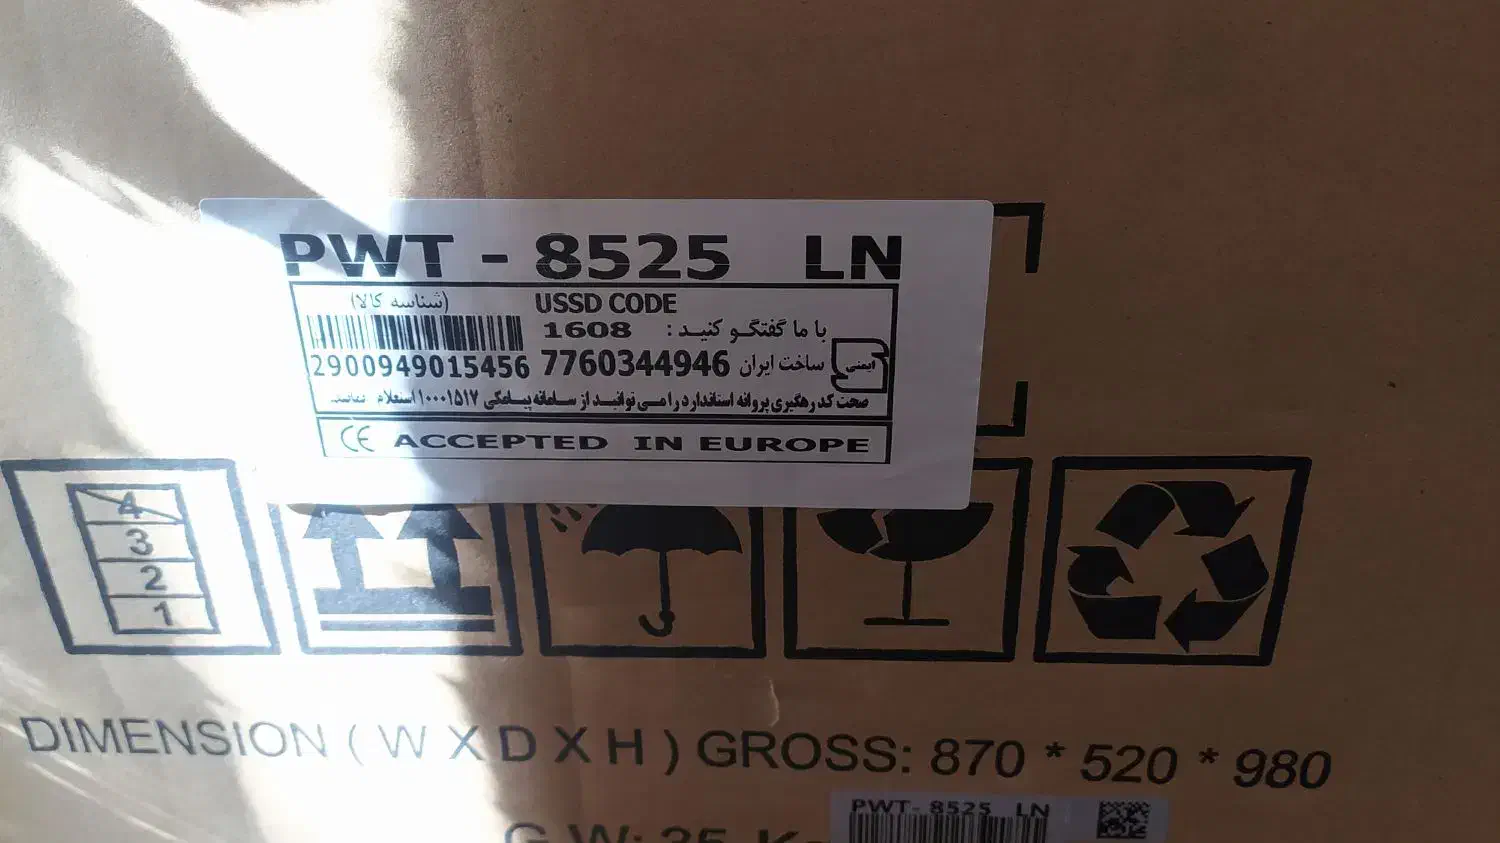 PWT - 8525 LN
(شناسه کالا) USSD CODE
با ما گفتگو کنید : 1608
2900949015456 7760344946 ساخت ایران ایمنی
صحت کد رهگیری پروانه استاندارد را می توانید از سامانه پیامکی ۱۰۰۰۱۵۱۷ استعلام نمائید.
CE ACCEPTED IN EUROPE
4
3
2
1
DIMENSION ( W X D X H ) GROSS: 870 * 520 * 980
PWT- 8525 LN
G.W: 35